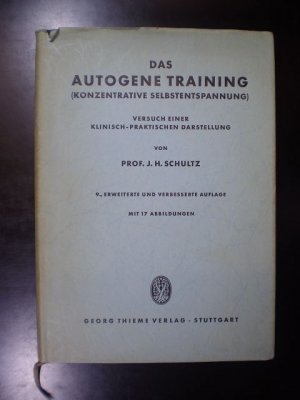 DAS
AUTOGENE TRAINING
(KONZENTRATIVE SELBSTENTSPANNUNG)
VERSUCH EINER
KLINISCH-PRAKTISCHEN DARSTELLUNG
VON
PROF. J. H. SCHULTZ
9., ERWEITERTE UND VERBESSERTE AUFLAGE
MIT 17 ABBILDUNGEN
GEORG THIEME VERLAG - STUTTGART